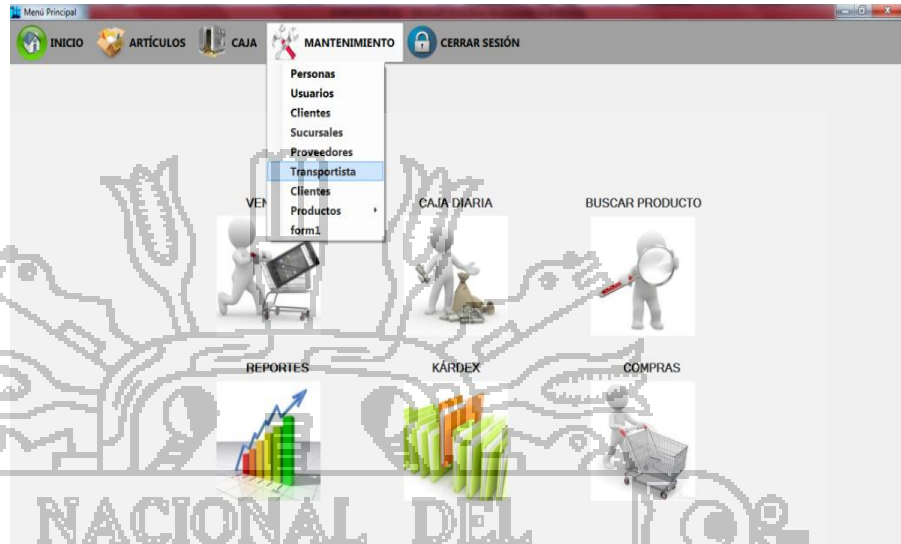 Menú Principal
INICIO ARTÍCULOS CAJA MANTENIMIENTO CERRAR SESIÓN
Personas
Usuarios
Clientes
Sucursales
Proveedores
Transportista
Clientes
Productos
form1
VEN CAJA DIARIA BUSCAR PRODUCTO
REPORTES KÁRDEX COMPRAS
NACIONAL DEL